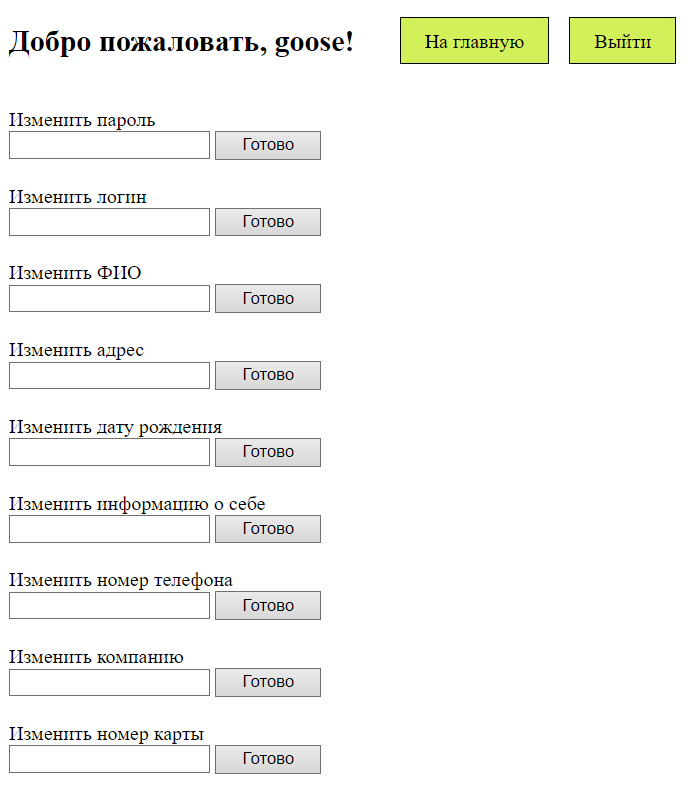 Добро пожаловать, goose! На главную Выйти
Изменить пароль
Готово
Изменить логин
Готово
Изменить ФИО
Готово
Изменить адрес
Готово
Изменить дату рождения
Готово
Изменить информацию о себе
Готово
Изменить номер телефона
Готово
Изменить компанию
Готово
Изменить номер карты
Готово